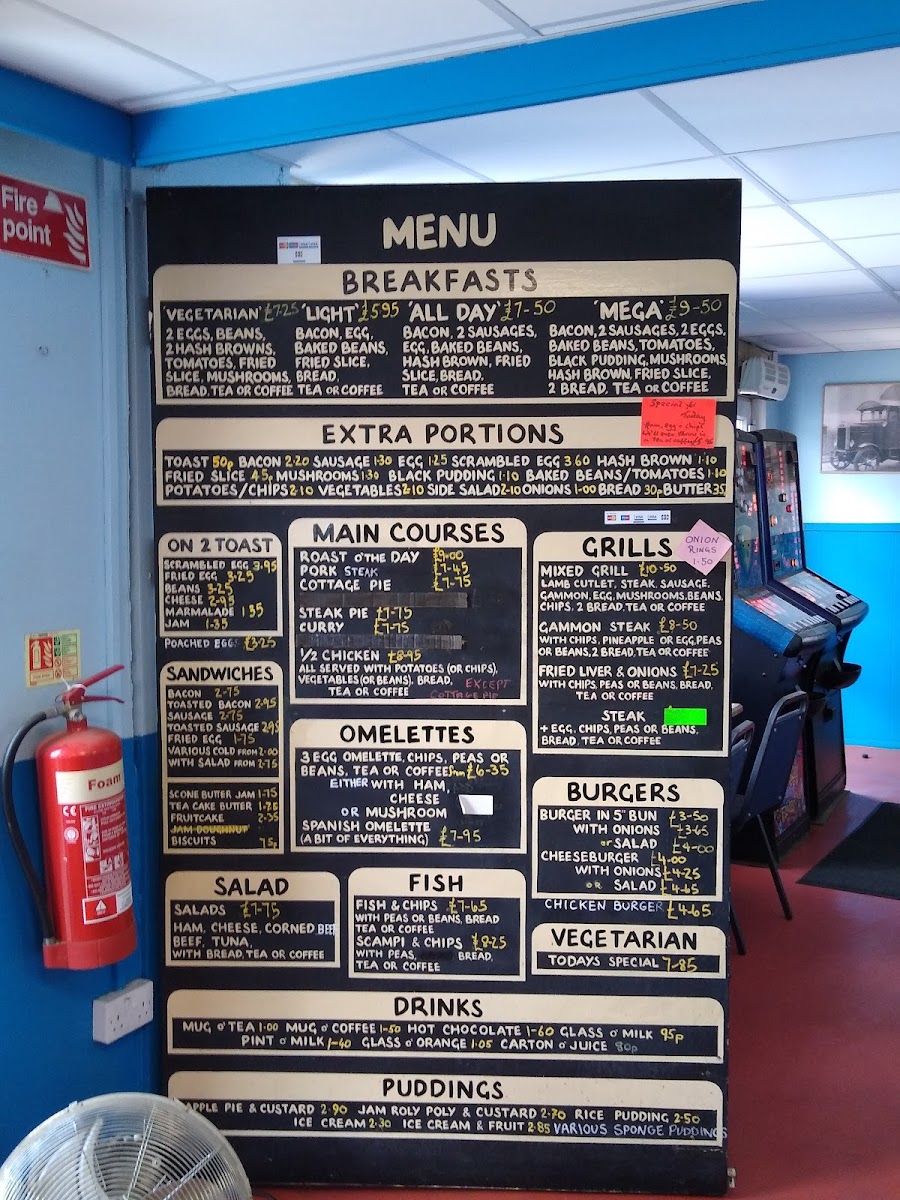 Fire
point
MENU
BREAKFASTS
'VEGETARIAN' £7.25 'LIGHT' £5.95 'ALL DAY' £7-50 'MEGA' £9-50
2 EGGS, BEANS,
2 HASH BROWNS,
TOMATOES, FRIED
SLICE, MUSHROOMS,
BREAD, TEA OR COFFEE
BACON, EGG,
BAKED BEANS,
FRIED SLICE,
BREAD,
TEA OR COFFEE
BACON, 2 SAUSAGES,
EGG, BAKED BEANS,
HASH BROWN, FRIED
SLICE, BREAD.
TEA OR COFFEE
BACON, 2 SAUSAGES, 2 EGGS,
BAKED BEANS, TOMATOES,
BLACK PUDDING, MUSHROOMS,
HASH BROWN, FRIED SLICE,
2 BREAD, TEA OR COFFEE
Today
EXTRA PORTIONS
TOAST 50p BACON 2-20 SAUSAGE 1-30 EGG 1.25 SCRAMBLED EGG 3.60 HASH BROWN 1-10
FRIED SLICE 45p MUSHROOMS 1-30 BLACK PUDDING 1-10 BAKED BEANS/TOMATOES 1-10
POTATOES/CHIPS 2-10 VEGETABLES 2-10 SIDE SALAD 2-10 ONIONS 1-00 BREAD 30p BUTTER 35
ON 2 TOAST
SCRAMBLED EGG 3-95
FRIED EGG 3-25
BEANS 3-25
CHEESE 2-95
MARMALADE 1 35
JAM 1-35
POACHED EGGS £3.25
SANDWICHES
BACON 2-75
TOASTED BACON 2.95
SAUSAGE 2-75
TOASTED SAUSAGE 2.95
FRIED EGG 1-75
VARIOUS COLD FROM 2-00
WITH SALAD FROM 2-75
SCONE BUTTER JAM 1-75
TEA CAKE BUTTER 1-75
FRUITCAKE 2-35
JAM DOUGHNUT
BISCUITS 75p
MAIN COURSES
ROAST O'THE DAY £9-00
PORK STEAK £7-45
COTTAGE PIE £7-75
STEAK PIE £7-75
CURRY £7-75
1/2 CHICKEN £8-95
ALL SERVED WITH POTATOES (OR CHIPS),
VEGETABLES (OR BEANS). BREAD,
TEA OR COFFEE EXCEPT
COTTAGE PIE
OMELETTES
3 EGG OMELETTE, CHIPS, PEAS OR
BEANS, TEA OR COFFEE from £6-35
EITHER WITH HAM,
CHEESE
OR MUSHROOM
SPANISH OMELETTE
(A BIT OF EVERYTHING) £7-95
GRILLS
ONION
RINGS
1-50
MIXED GRILL £10-50
LAMB CUTLET, STEAK, SAUSAGE,
GAMMON, EGG, MUSHROOMS, BEANS,
CHIPS. 2 BREAD, TEA OR COFFEE
GAMMON STEAK £8-50
WITH CHIPS, PINEAPPLE OR EGG, PEAS
OR BEANS, 2 BREAD, TEA OR COFFEE
FRIED LIVER & ONIONS £7-25
WITH CHIPS, PEAS OR BEANS, BREAD,
TEA OR COFFEE
STEAK
+ EGG, CHIPS, PEAS OR BEANS,
BREAD, TEA OR COFFEE
BURGERS
BURGER IN 5" BUN £3-50
WITH ONIONS £3-65
or SALAD £4-00
CHEESEBURGER £4-00
WITH ONIONS £4-25
OR SALAD £4-65
CHICKEN BURGER £4-65
VEGETARIAN
TODAYS SPECIAL 7-85
SALAD
SALADS £7-75
HAM, CHEESE, CORNED BEEF
BEEF, TUNA,
WITH BREAD, TEA OR COFFEE
FISH
FISH & CHIPS £7-65
WITH PEAS OR BEANS, BREAD
TEA OR COFFEE
SCAMPI & CHIPS £8-25
WITH PEAS, BREAD,
TEA OR COFFEE
DRINKS
MUG O' TEA 1-00 MUG O' COFFEE 1-50 HOT CHOCOLATE 1-60 GLASS O' MILK 95p
PINT O' MILK 1-40 GLASS O' ORANGE 1-05 CARTON O' JUICE 80p
PUDDINGS
APPLE PIE & CUSTARD 2.90 JAM ROLY POLY & CUSTARD 2-70 RICE PUDDING 2-50
ICE CREAM 2-30 ICE CREAM & FRUIT 2-85 VARIOUS SPONGE PUDDINGS
Foam
FIRE EXTINGUISHER